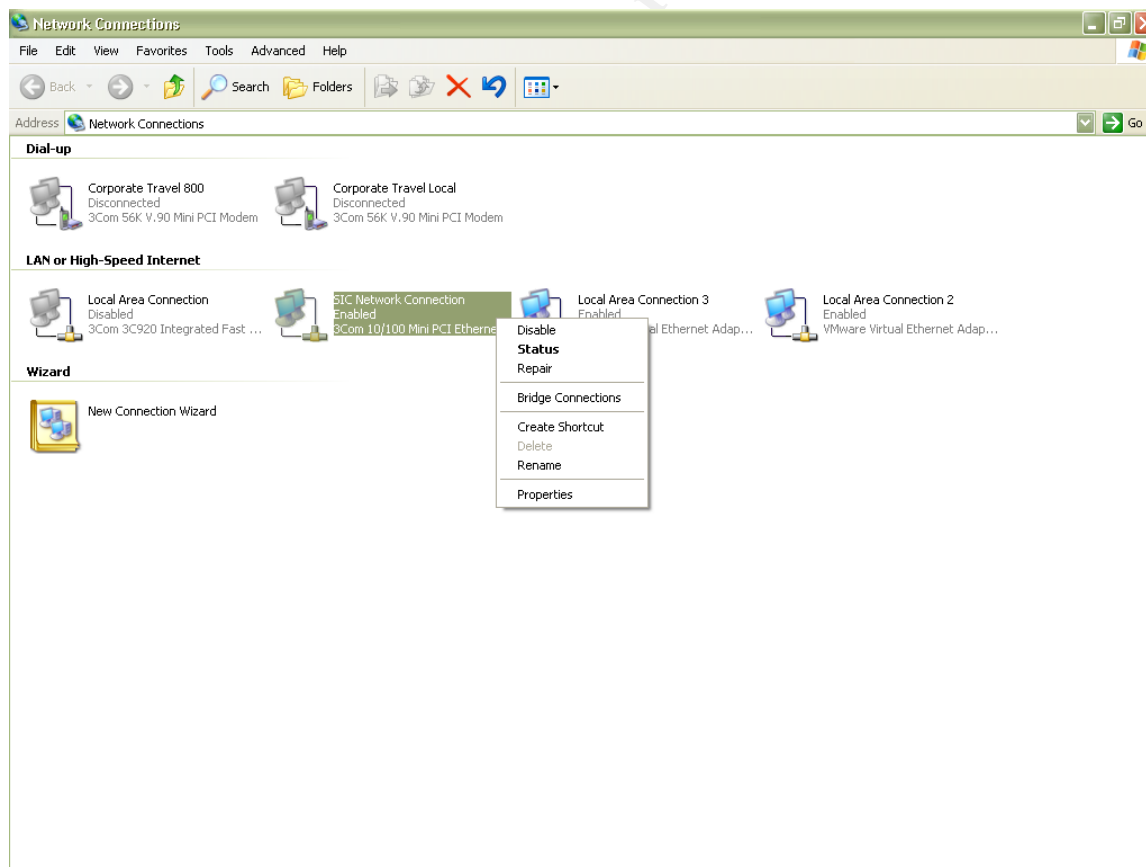 Network Connections
File Edit View Favorites Tools Advanced Help
Back Search Folders
Address Network Connections Go
Dial-up
Corporate Travel 800
Disconnected
3Com 56K V.90 Mini PCI Modem
Corporate Travel Local
Disconnected
3Com 56K V.90 Mini PCI Modem
LAN or High-Speed Internet
Local Area Connection
Disabled
3Com 3C920 Integrated Fast ...
SIC Network Connection
Enabled
3Com 10/100 Mini PCI Etherne
Local Area Connection 3
Enabled
al Ethernet Adap...
Local Area Connection 2
Enabled
VMware Virtual Ethernet Adap...
Disable
Status
Repair
Bridge Connections
Create Shortcut
Delete
Rename
Properties
Wizard
New Connection Wizard